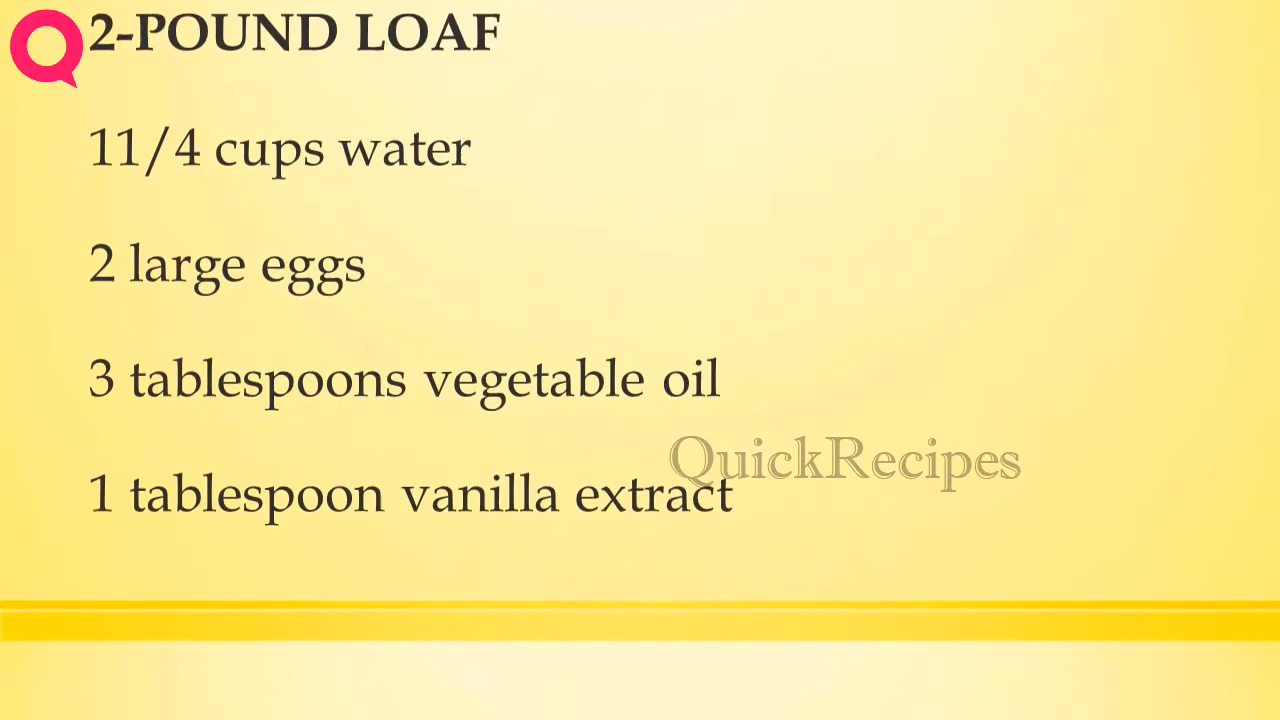 2-POUND LOAF
11/4 cups water
2 large eggs
3 tablespoons vegetable oil
QuickRecipes
1 tablespoon vanilla extract